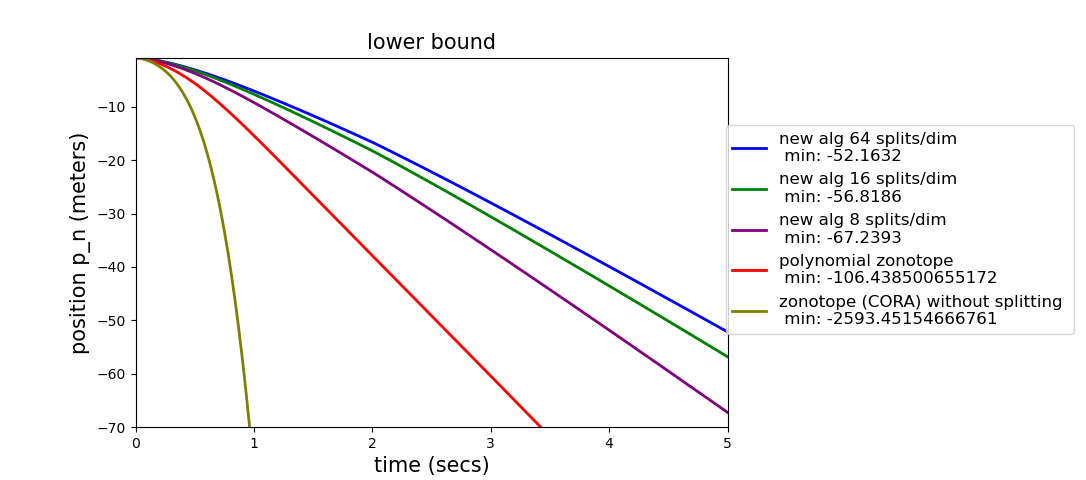 lower bound
position p_n (meters)
−10
−20
−30
−40
−50
−60
−70
0
1
2
3
4
5
time (secs)
new alg 64 splits/dim
min: -52.1632
new alg 16 splits/dim
min: -56.8186
new alg 8 splits/dim
min: -67.2393
polynomial zonotope
min: -106.438500655172
zonotope (CORA) without splitting
min: -2593.45154666761